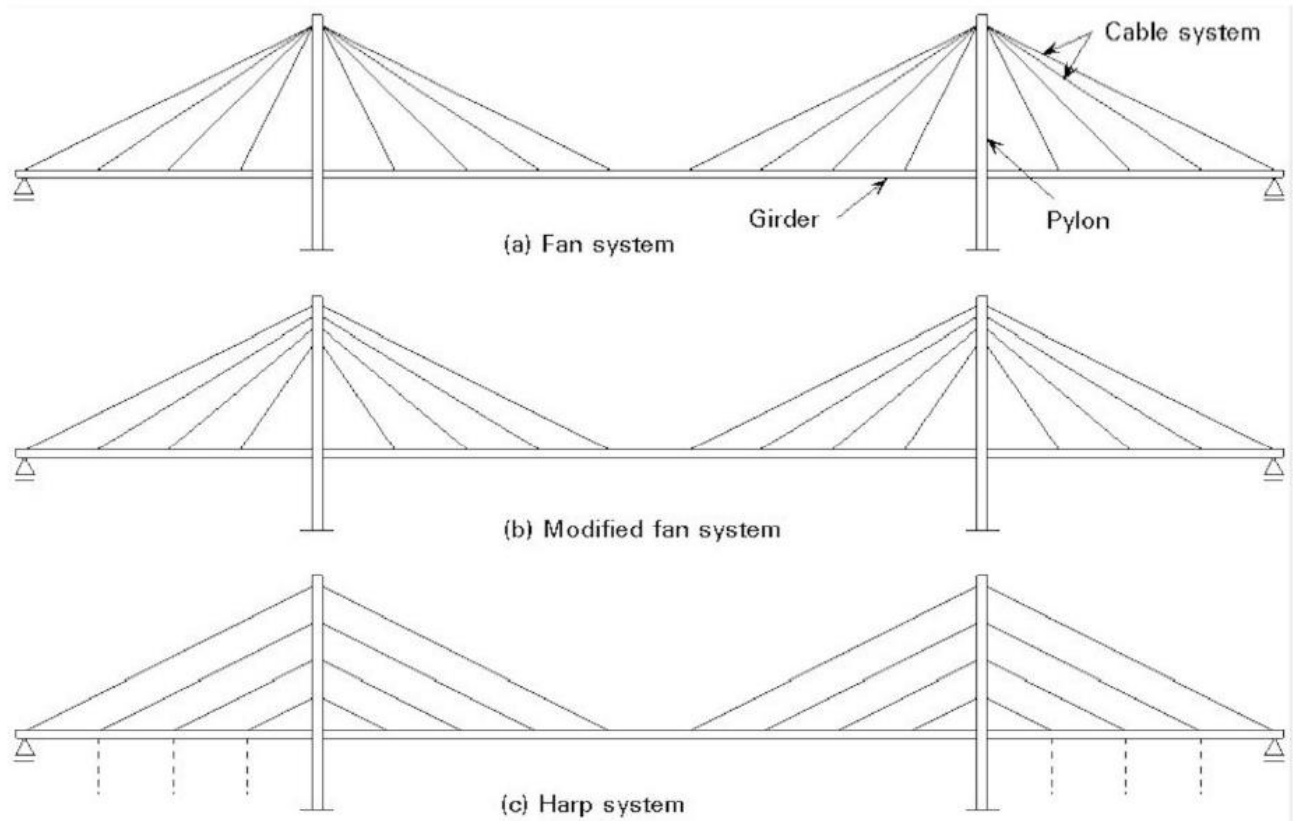 Cable system
Girder
Pylon
(a) Fan system
(b) Modified fan system
(c) Harp system